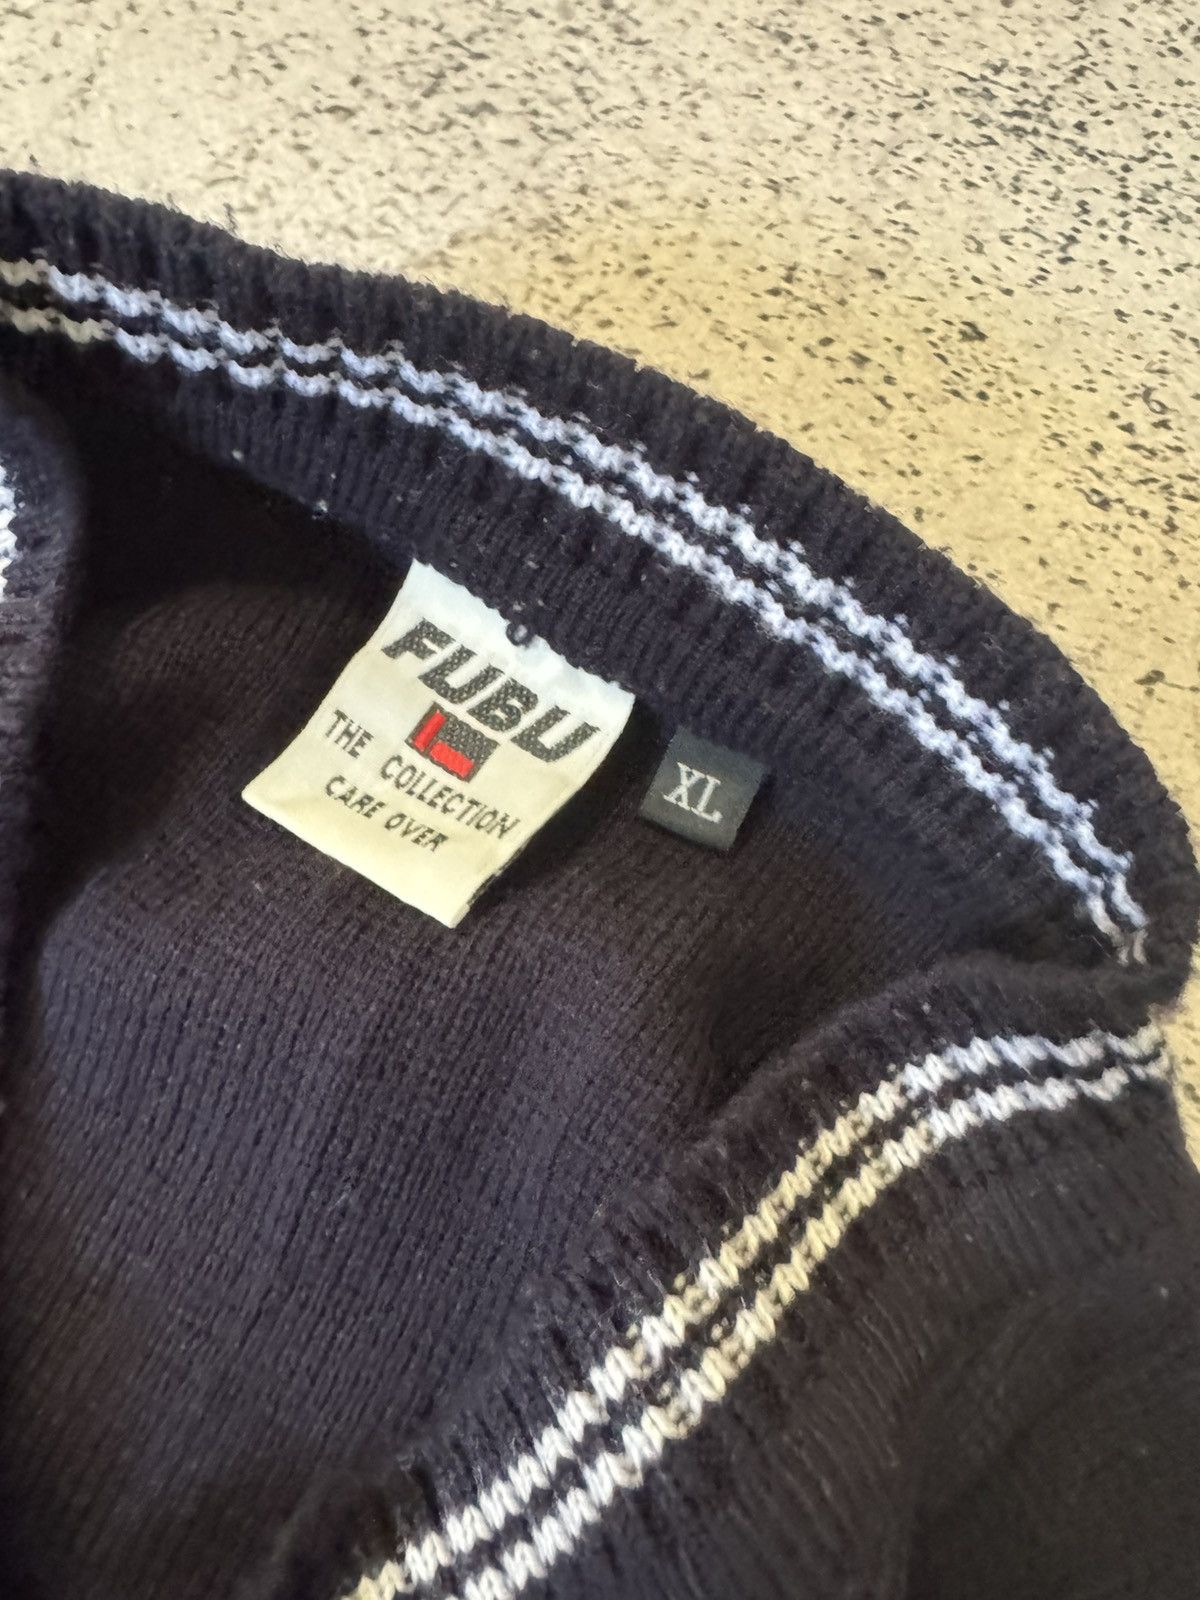 FUBU
THE COLLECTION
CARE OVER
XL